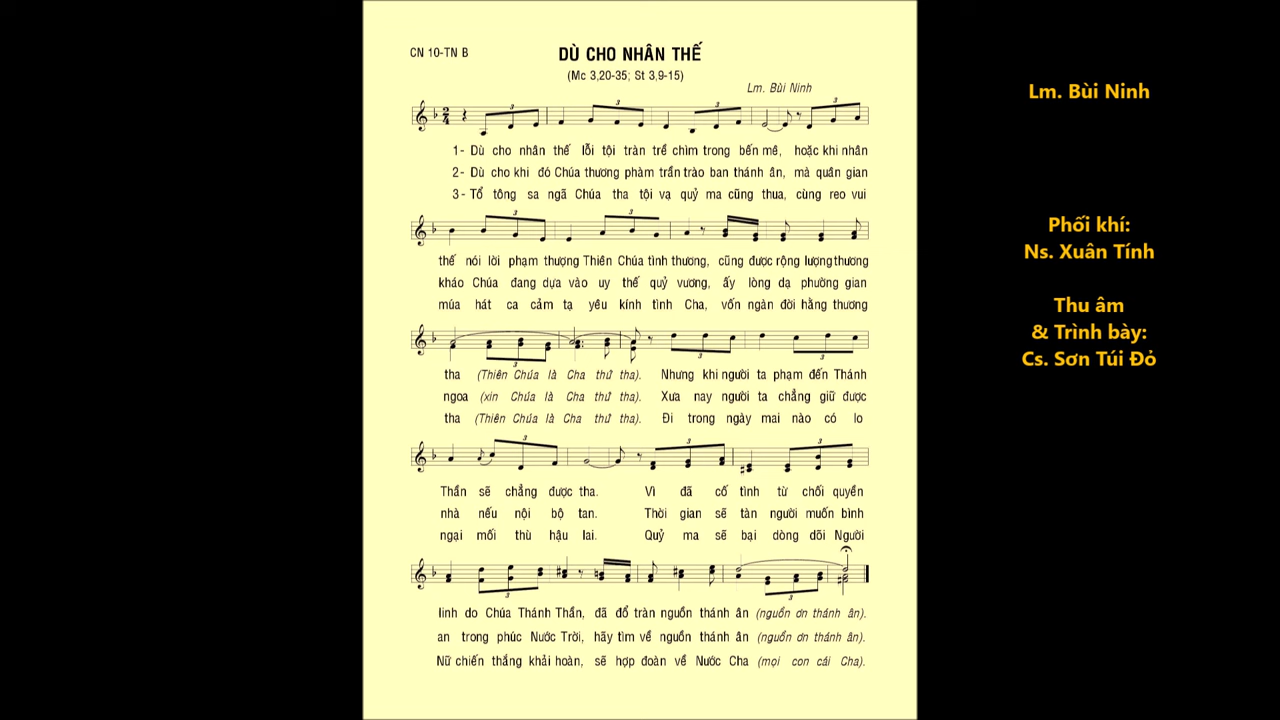 CN 10-TN B
DÙ CHO NHÂN THẾ
(Mc 3,20-35; St 3,9-15)
Lm. Bùi Ninh
1- Dù cho nhân thế lỗi tội tràn trề chìm trong bến mê, hoặc khi nhân
2- Dù cho khi đó Chúa thương phàm trần trào ban thánh ân, mà quân gian
3- Tổ tông sa ngã Chúa tha tội vạ quỷ ma cũng thua, cùng reo vui
thế nói lời phạm thượng Thiên Chúa tình thương, cũng được rộng lượng thương
kháo Chúa đang dựa vào uy thế quỷ vương, ấy lòng dạ phường gian
múa hát ca cảm tạ yêu kính tình Cha, vốn ngàn đời hằng thương
tha (Thiên Chúa là Cha thứ tha). Nhưng khi người ta phạm đến Thánh
ngoa (xin Chúa là Cha thứ tha). Xưa nay người ta chẳng giữ được
tha (Thiên Chúa là Cha thứ tha). Đi trong ngày mai nào có lo
Thần sẽ chẳng được tha. Vì đã cố tình từ chối quyền
nhà nếu nội bộ tan. Thời gian sẽ tàn người muốn bình
ngại mối thù hậu lai. Quỷ ma sẽ bại dòng dõi Người
linh do Chúa Thánh Thần, đã đổ tràn nguồn thánh ân (nguồn ơn thánh ân).
an trong phúc Nước Trời, hãy tìm về nguồn thánh ân (nguồn ơn thánh ân).
Nữ chiến thắng khải hoàn, sẽ hợp đoàn về Nước Cha (mọi con cái Cha).
Lm. Bùi Ninh
Phối khí:
Ns. Xuân Tính
Thu âm
& Trình bày:
Cs. Sơn Túi Đỏ